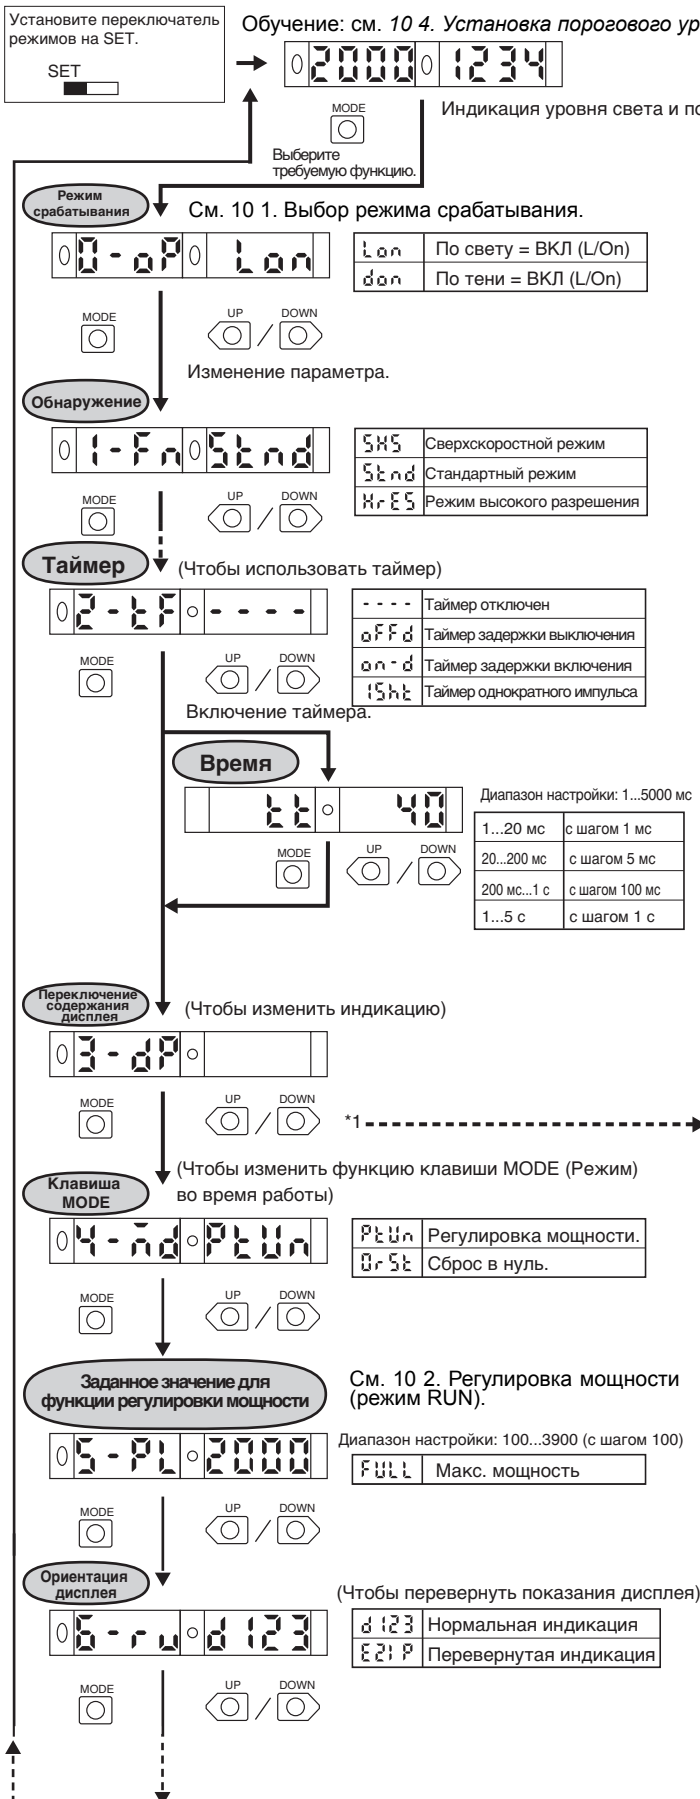 Установите переключатель
режимов на SET.
SET
Обучение: см. 10 4. Установка порогового ур
2000 1234
MODE
Индикация уровня света и по
Выберите
требуемую функцию.
Режим
срабатывания
См. 10 1. Выбор режима срабатывания.
0-oP Lon
Lon По свету = ВКЛ (L/On)
don По тени = ВКЛ (L/On)
MODE UP / DOWN
Изменение параметра.
Обнаружение
1-Fn Stnd
SHS Сверхскоростной режим
Stnd Стандартный режим
HrES Режим высокого разрешения
MODE UP / DOWN
Таймер
(Чтобы использовать таймер)
2-tF ----
---- Таймер отключен
oFFd Таймер задержки выключения
on-d Таймер задержки включения
1Sht Таймер однократного импульса
MODE UP / DOWN
Включение таймера.
Время
tt 40
MODE UP / DOWN
Диапазон настройки: 1...5000 мс
1...20 мс с шагом 1 мс
20...200 мс с шагом 5 мс
200 мс...1 с с шагом 100 мс
1...5 с с шагом 1 с
Переключение
содержания
дисплея
(Чтобы изменить индикацию)
3-dP
MODE UP / DOWN
*1
Клавиша
MODE
(Чтобы изменить функцию клавиши MODE (Режим)
во время работы)
4-md PtUn
PtUn Регулировка мощности.
0rSt Сброс в нуль.
MODE UP / DOWN
Заданное значение для
функции регулировки мощности
См. 10 2. Регулировка мощности
(режим RUN).
5-PL 2000
Диапазон настройки: 100...3900 (с шагом 100)
FULL Макс. мощность
MODE UP / DOWN
Ориентация
дисплея
(Чтобы перевернуть показания дисплея)
6-ru d123
d123 Нормальная индикация
E21P Перевернутая индикация
MODE UP / DOWN